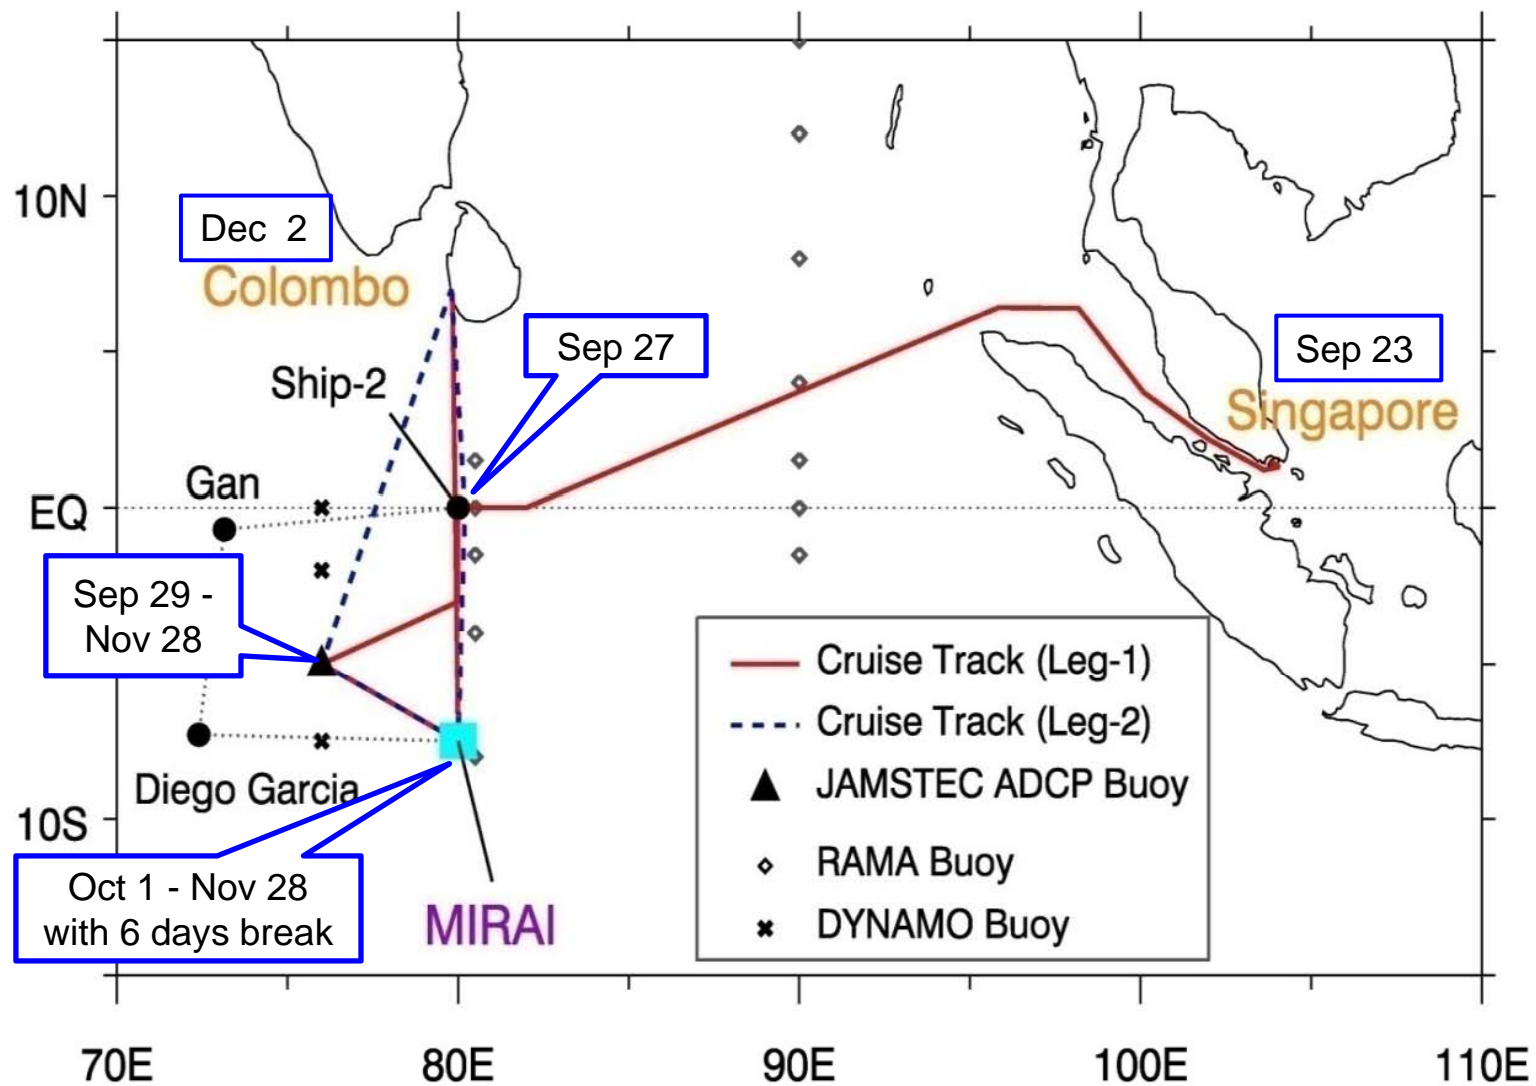 10N
Dec 2
Colombo
Sep 27
Sep 23
Ship-2
Singapore
Gan
EQ
Sep 29 -
Nov 28
Cruise Track (Leg-1)
Cruise Track (Leg-2)
Diego Garcia
JAMSTEC ADCP Buoy
10S
RAMA Buoy
Oct 1 - Nov 28
with 6 days break
MIRAI
DYNAMO Buoy
70E
80E
90E
100E
110E